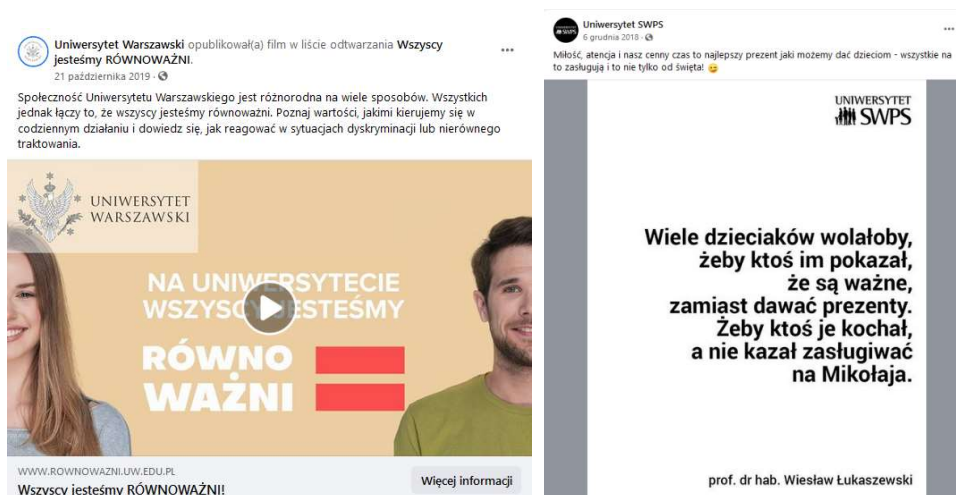 Uniwersytet Warszawski opublikował(a) film w liście odtwarzania Wszyscy
jesteśmy RÓWNOWAŻNI.
21 października 2019 ·
Społeczność Uniwersytetu Warszawskiego jest różnorodna na wiele sposobów. Wszystkich
jednak łączy to, że wszyscy jesteśmy równoważni. Poznaj wartości, jakimi kierujemy się w
codziennym działaniu i dowiedz się, jak reagować w sytuacjach dyskryminacji lub nierównego
traktowania.
UNIWERSYTET
WARSZAWSKI
NA UNIWERSYTECIE
WSZYSCY JESTEŚMY
RÓWNO
WAŻNI
WWW.ROWNOWAZNI.UW.EDU.PL
Wszyscy jesteśmy RÓWNOWAŻNI!
Więcej informacji
Uniwersytet SWPS
6 grudnia 2018 ·
Miłość, atencja i nasz cenny czas to najlepszy prezent jaki możemy dać dzieciom - wszystkie na
to zasługują i to nie tylko od święta! 😉
UNIWERSYTET
SWPS
Wiele dzieciaków wolałoby,
żeby ktoś im pokazał,
że są ważne,
zamiast dawać prezenty.
Żeby ktoś je kochał,
a nie kazał zasługiwać
na Mikołaja.
prof. dr hab. Wiesław Łukaszewski